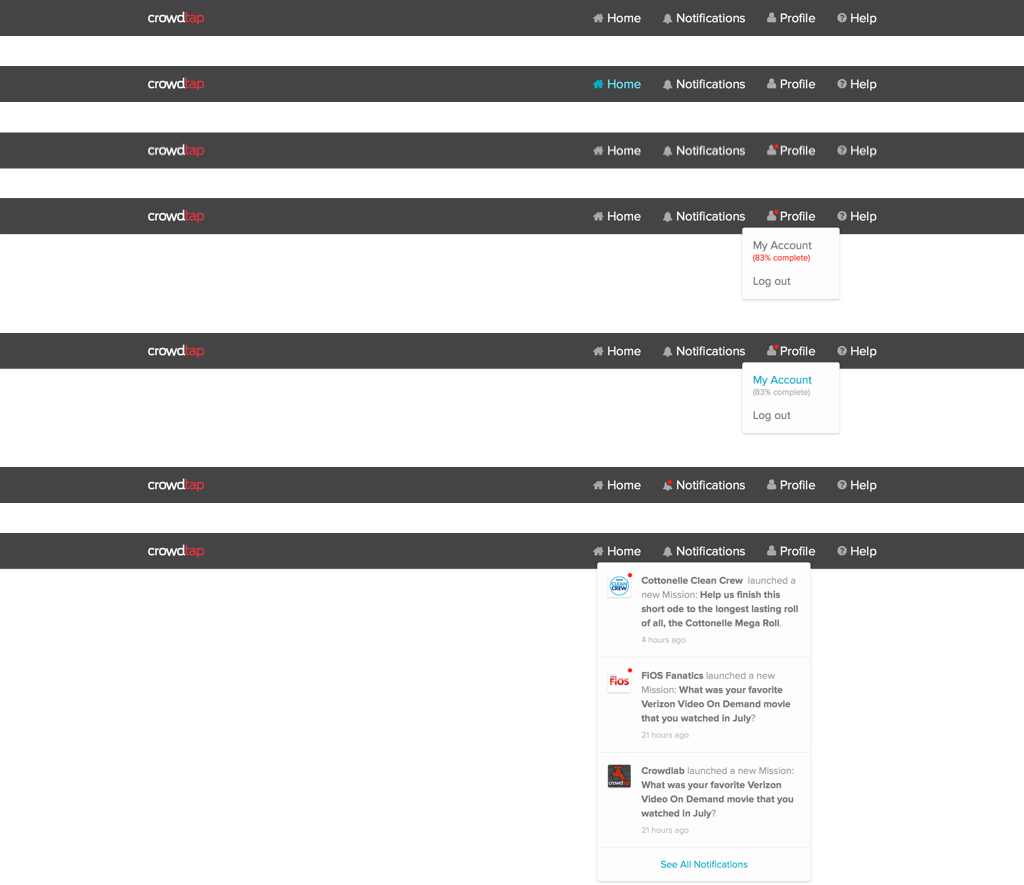 crowdtap Home Notifications Profile Help
crowdtap Home Notifications Profile Help
crowdtap Home Notifications Profile Help
crowdtap Home Notifications Profile Help
My Account
(83% complete)
Log out
crowdtap Home Notifications Profile Help
My Account
(83% complete)
Log out
crowdtap Home Notifications Profile Help
crowdtap Home Notifications Profile Help
CLEAN
CREW
Cottonelle Clean Crew launched a
new Mission: Help us finish this
short ode to the longest lasting roll
of all, the Cottonelle Mega Roll.
4 hours ago
FiOS
FiOS Fanatics launched a new
Mission: What was your favorite
Verizon Video On Demand movie
that you watched in July?
21 hours ago
crowdlab
Crowdlab launched a new Mission:
What was your favorite Verizon
Video On Demand movie that you
watched in July?
21 hours ago
See All Notifications